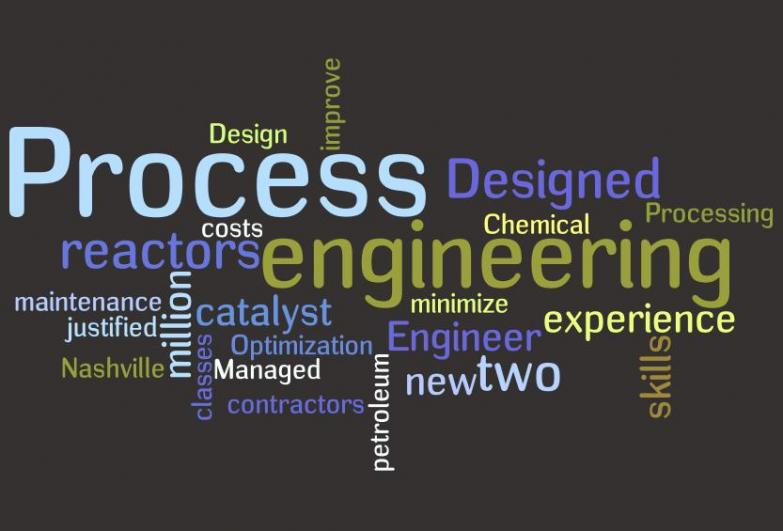 improve
Design
Process
Designed
Processing
costs
Chemical
reactors
engineering
maintenance
million
catalyst
minimize
experience
justified
Optimization
Engineer
Nashville
classes
Managed
petroleum
new
two
skills
contractors